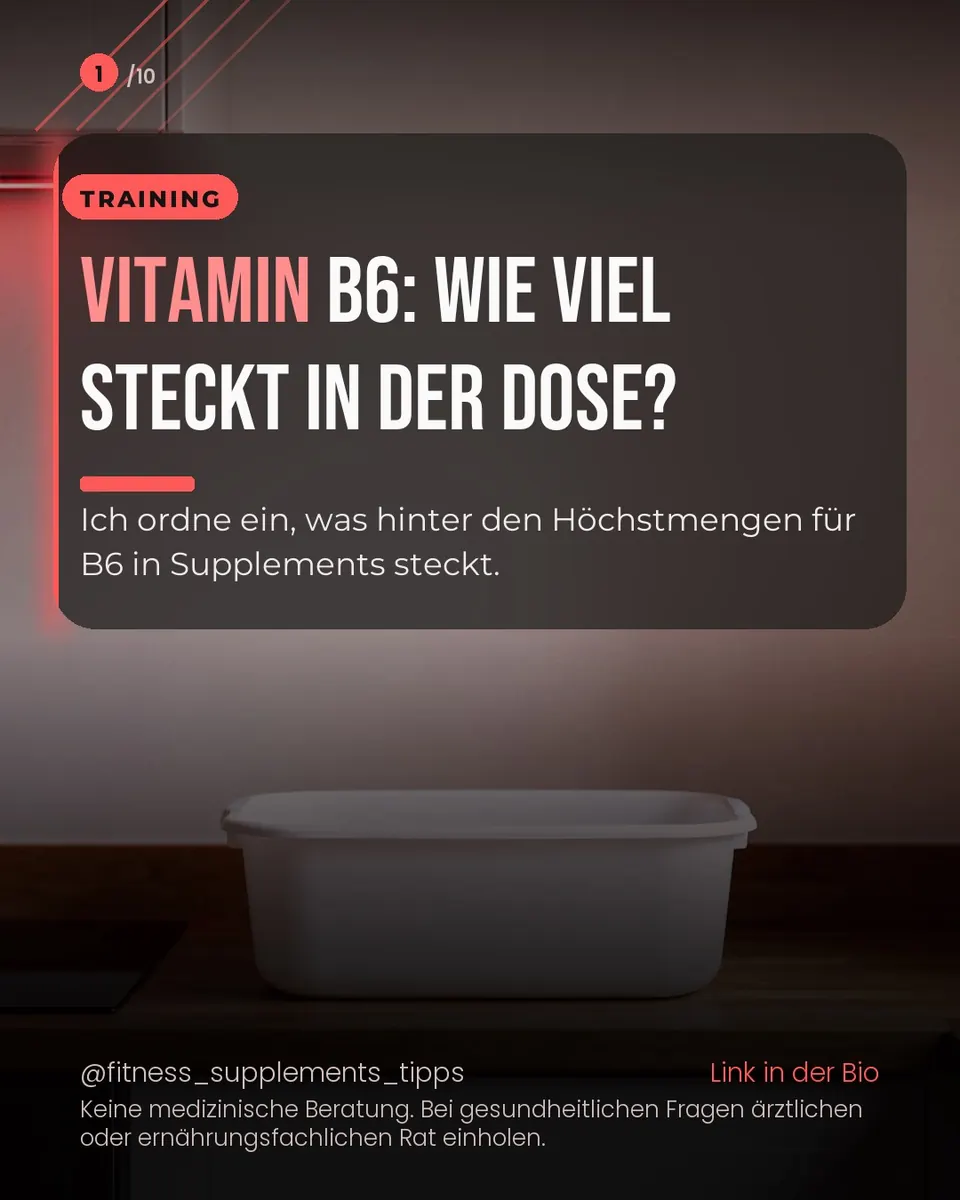 1 /10
TRAINING
VITAMIN B6: WIE VIEL
STECKT IN DER DOSE?
Ich ordne ein, was hinter den Höchstmengen für
B6 in Supplements steckt.
@fitness_supplements_tipps Link in der Bio
Keine medizinische Beratung. Bei gesundheitlichen Fragen ärztlichen
oder ernährungsfachlichen Rat einholen.